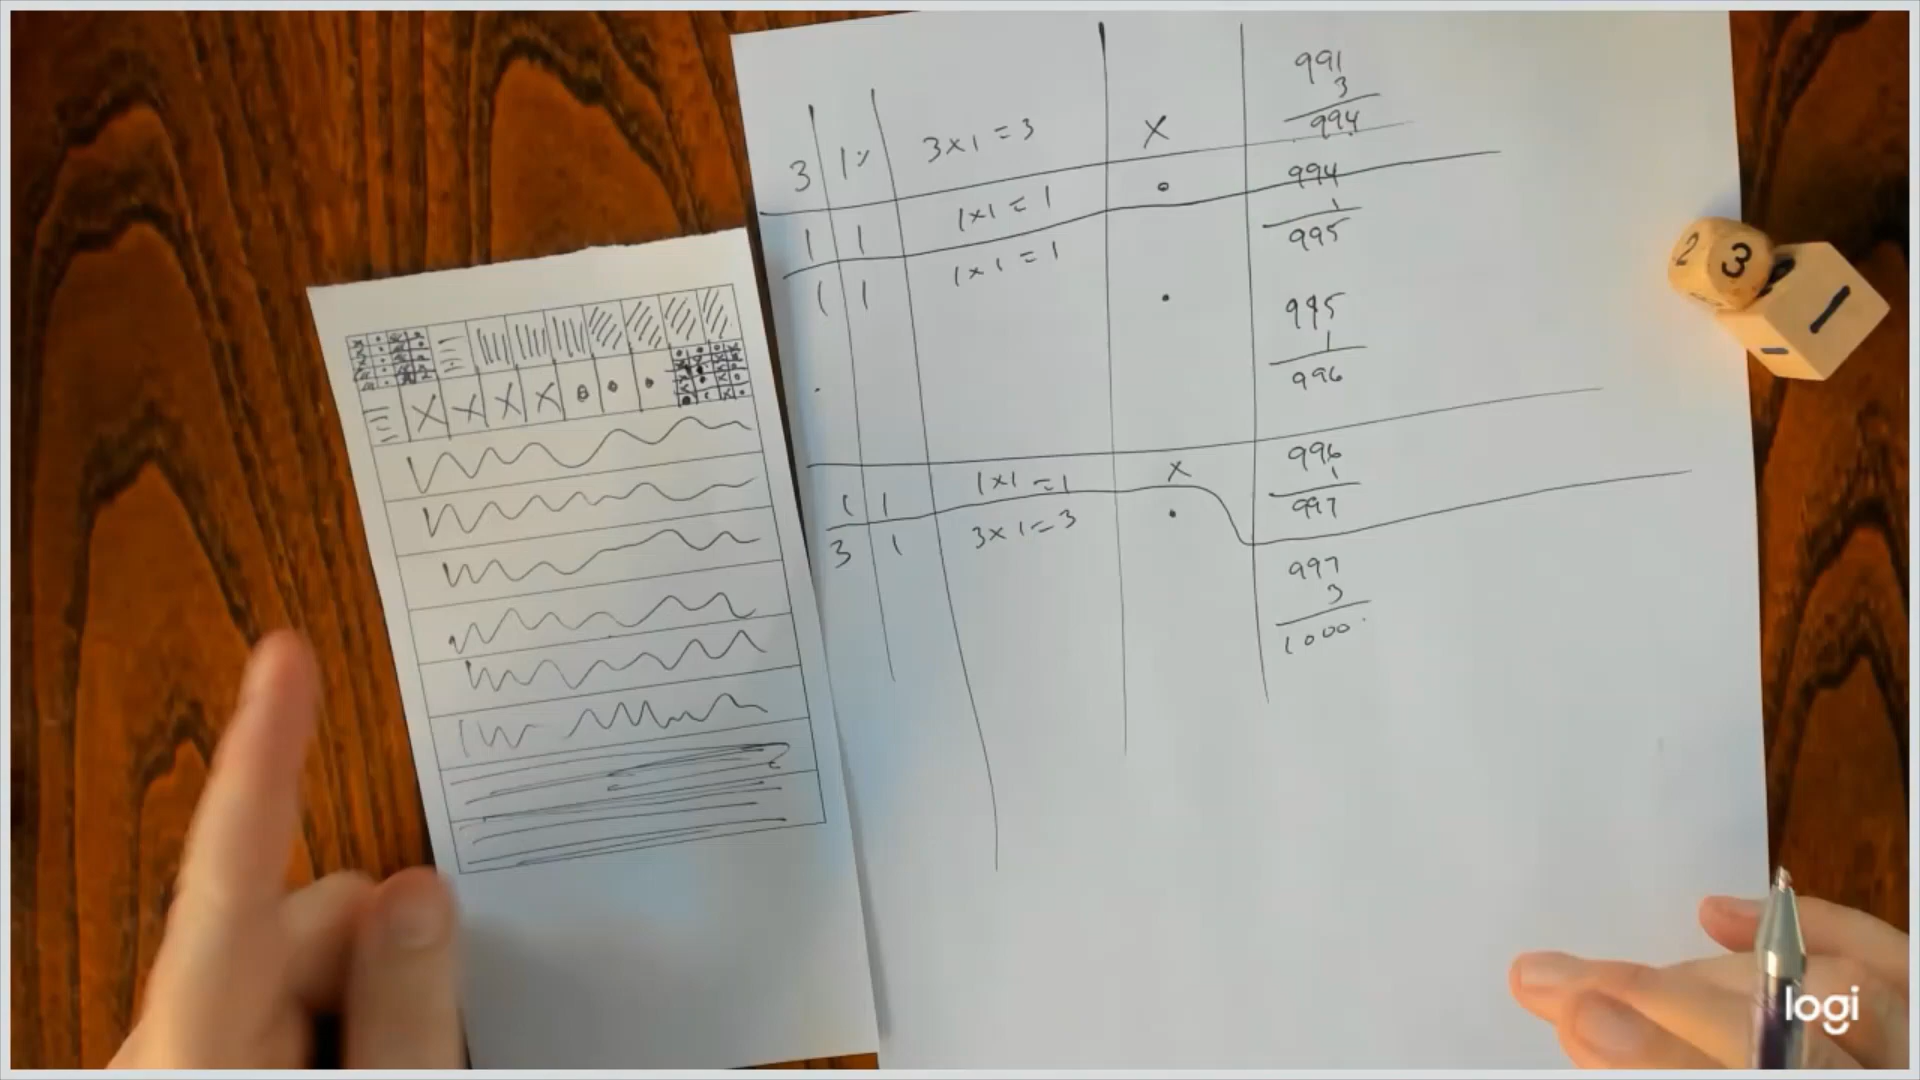 991
3
994
3 1 3x1=3 X
994
1
995
1 1 1x1=1 •
995
1
996
1 1 1x1=1 •
996
1
997
1 1 1x1=1 X
997
3
1000
3 1 3x1=3 •
2 3
1
logi